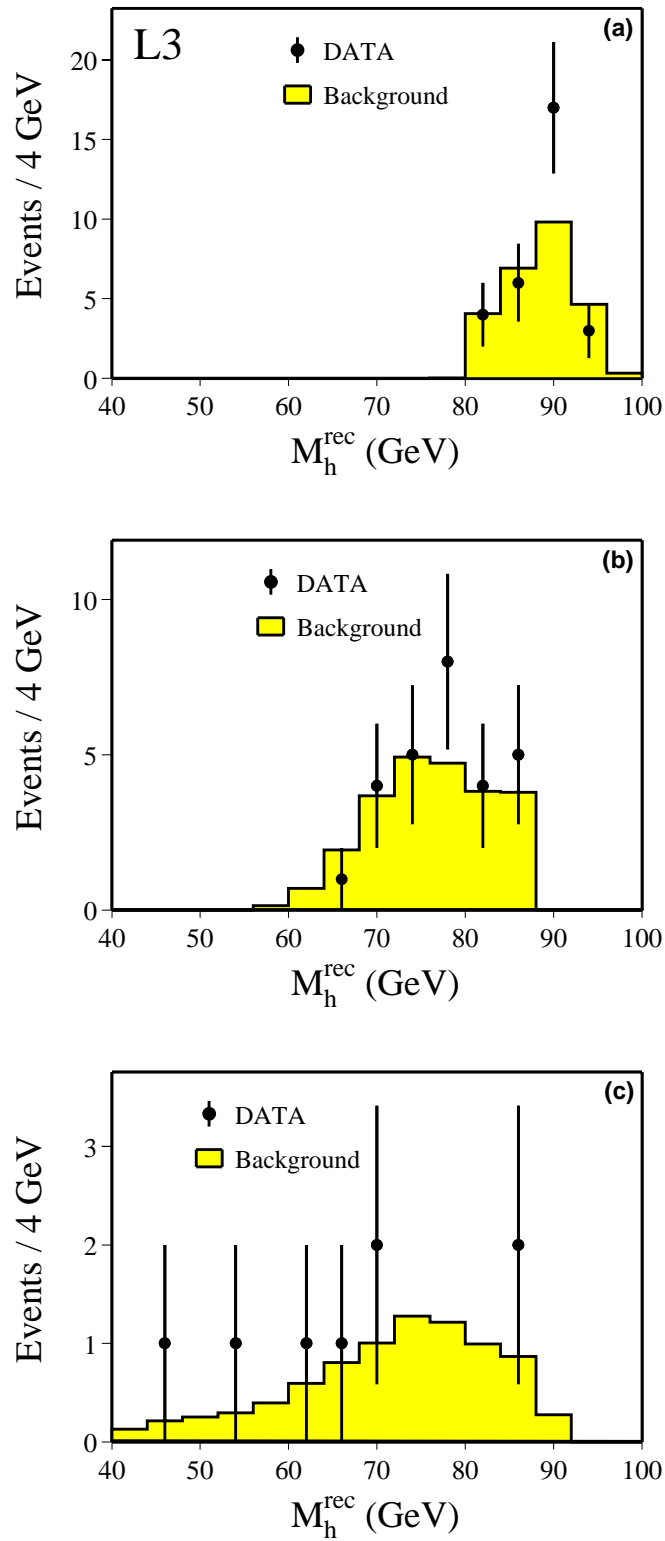 L3
(a)
DATA
Background
Events / 4 GeV
20
15
10
5
0
40 50 60 70 80 90 100
M_h^rec (GeV)
(b)
DATA
Background
Events / 4 GeV
10
5
0
40 50 60 70 80 90 100
M_h^rec (GeV)
(c)
DATA
Background
Events / 4 GeV
3
2
1
0
40 50 60 70 80 90 100
M_h^rec (GeV)